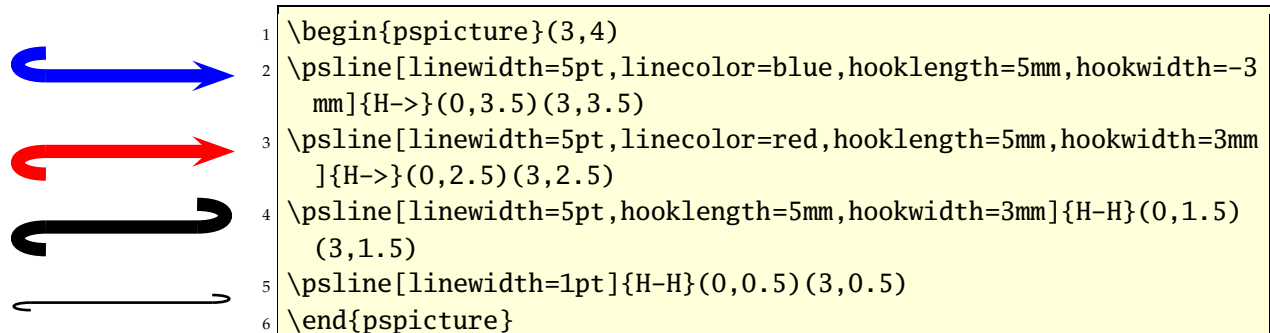 1 \begin{pspicture}(3,4)
2 \psline[linewidth=5pt,linecolor=blue,hooklength=5mm,hookwidth=-3
mm]{H->}(0,3.5)(3,3.5)
3 \psline[linewidth=5pt,linecolor=red,hooklength=5mm,hookwidth=3mm
]{H->}(0,2.5)(3,2.5)
4 \psline[linewidth=5pt,hooklength=5mm,hookwidth=3mm]{H-H}(0,1.5)
(3,1.5)
5 \psline[linewidth=1pt]{H-H}(0,0.5)(3,0.5)
6 \end{pspicture}